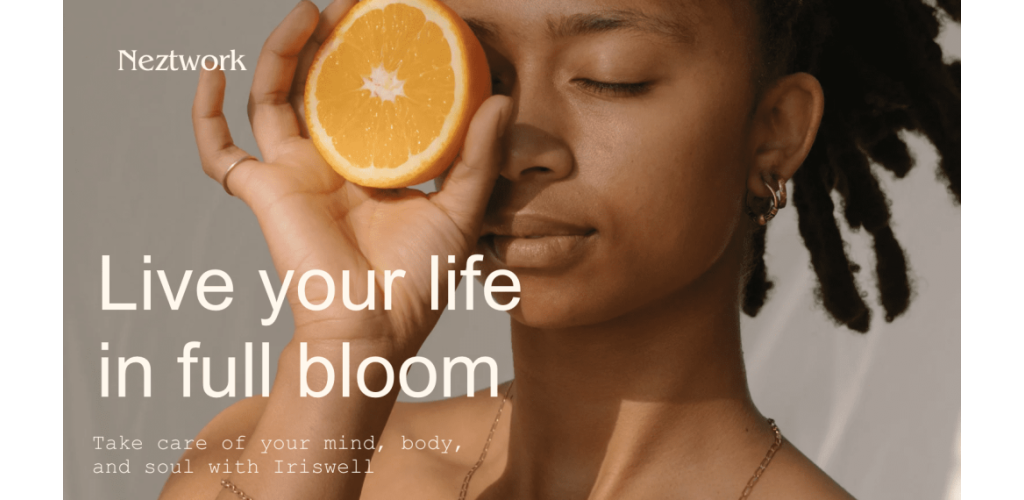 Neztwork
Live your life
in full bloom
Take care of your mind, body,
and soul with Iriswell